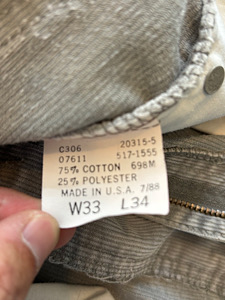 C306 20315-5
07611 517-1555
75% COTTON 698M
25% POLYESTER
MADE IN U.S.A. 7/88
W33 L34